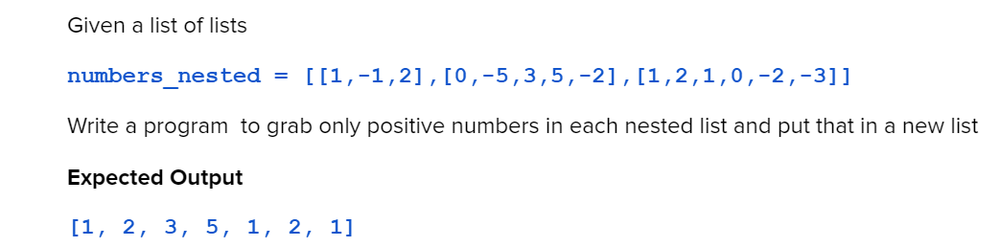 Given a list of lists
numbers_nested = [[1,-1,2],[0,-5,3,5,-2],[1,2,1,0,-2,-3]]
Write a program  to grab only positive numbers in each nested list and put that in a new list
Expected Output
[1, 2, 3, 5, 1, 2, 1]